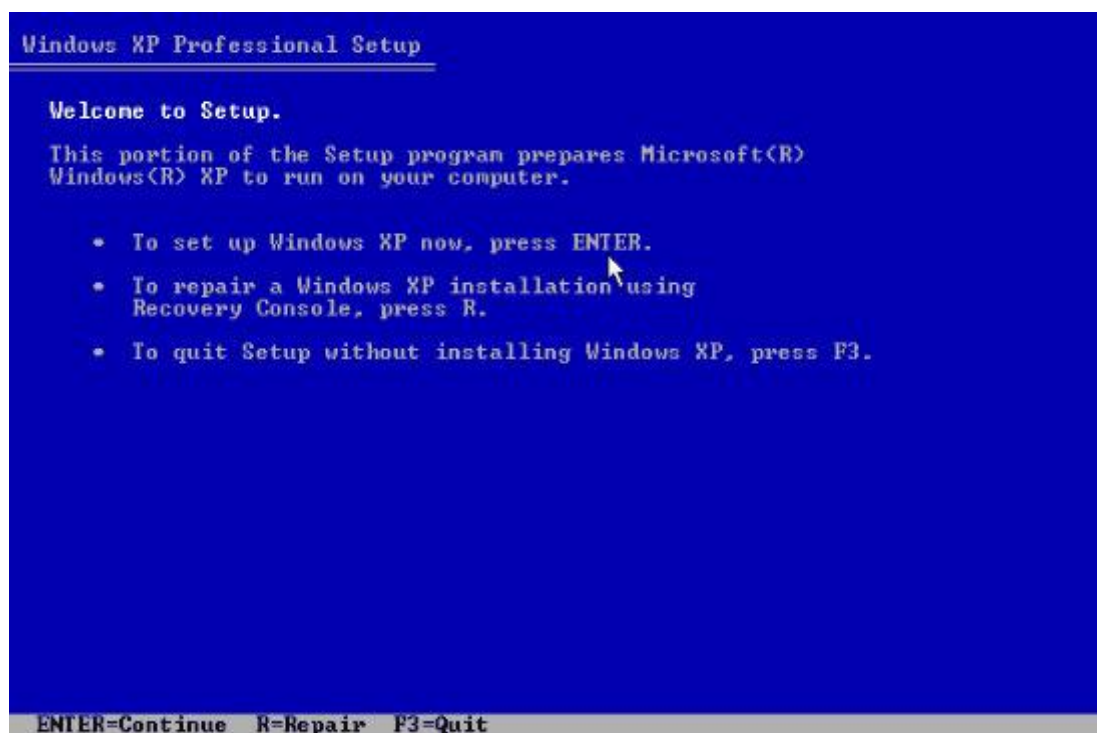 Windows XP Professional Setup
Welcome to Setup.
This portion of the Setup program prepares Microsoft(R)
Windows(R) XP to run on your computer.
• To set up Windows XP now, press ENTER.
• To repair a Windows XP installation using
Recovery Console, press R.
• To quit Setup without installing Windows XP, press F3.
ENTER=Continue R=Repair F3=Quit